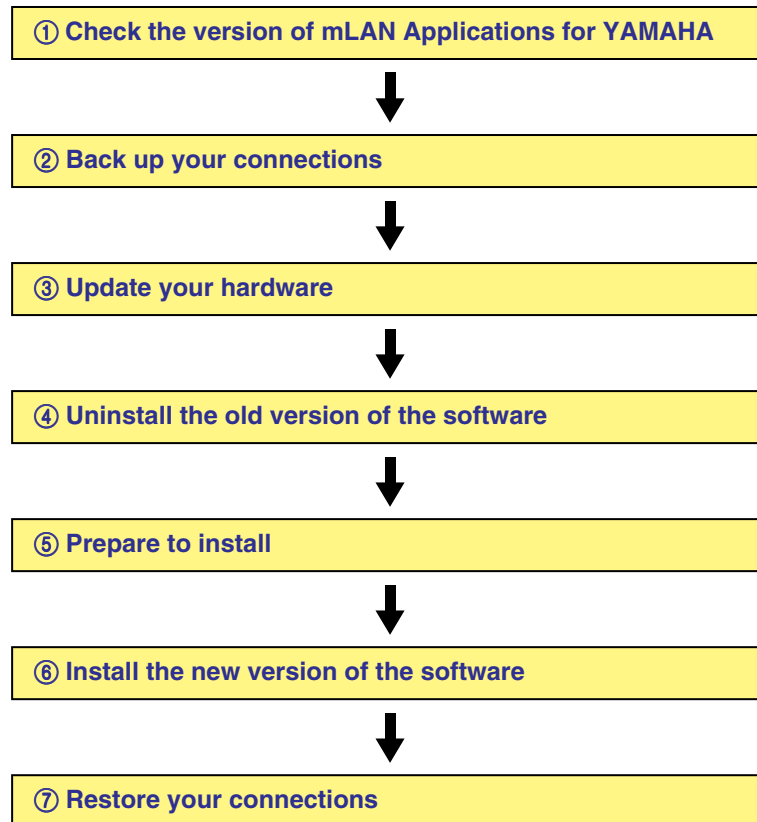 ① Check the version of mLAN Applications for YAMAHA
② Back up your connections
③ Update your hardware
④ Uninstall the old version of the software
⑤ Prepare to install
⑥ Install the new version of the software
⑦ Restore your connections